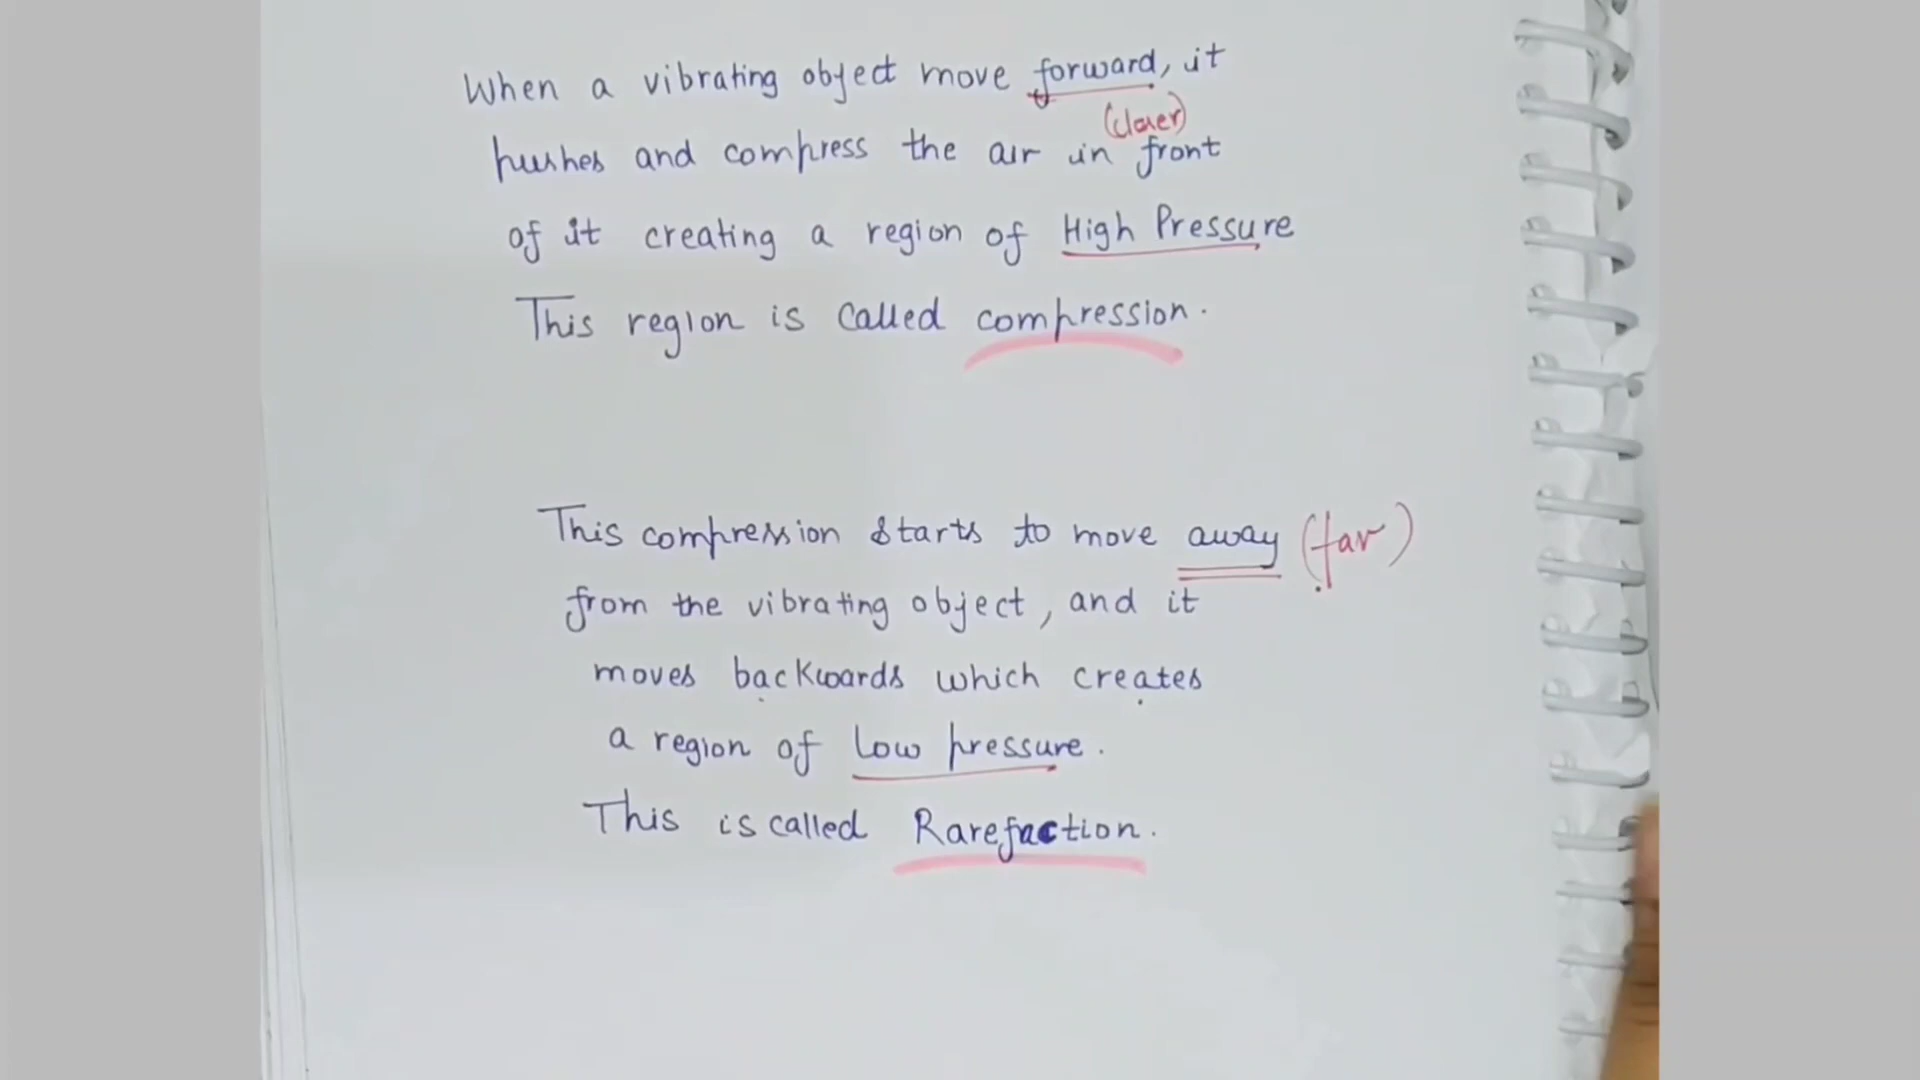 When a vibrating object move forward, it
(closer)
pushes and compress the air in front
of it creating a region of High Pressure
This region is called compression.
This compression starts to move away (far)
from the vibrating object, and it
moves backwards which creates
a region of low pressure.
This is called Rarefaction.